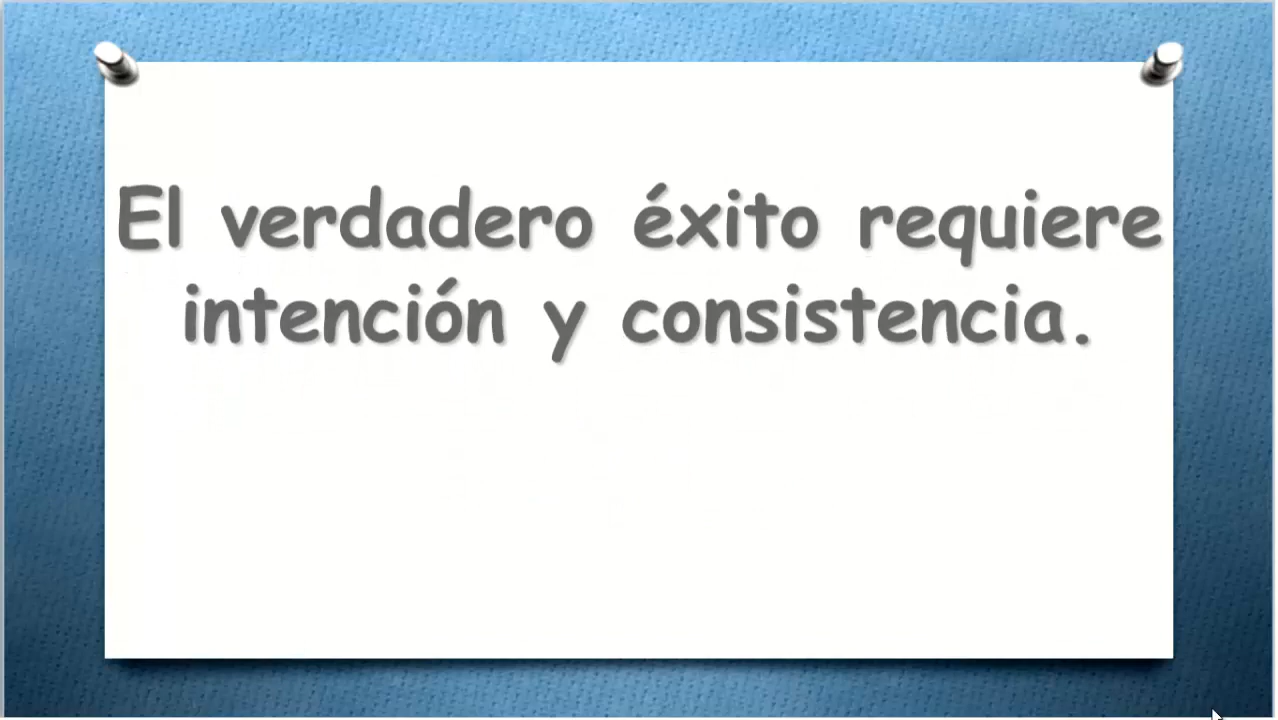 El verdadero éxito requiere
intención y consistencia.